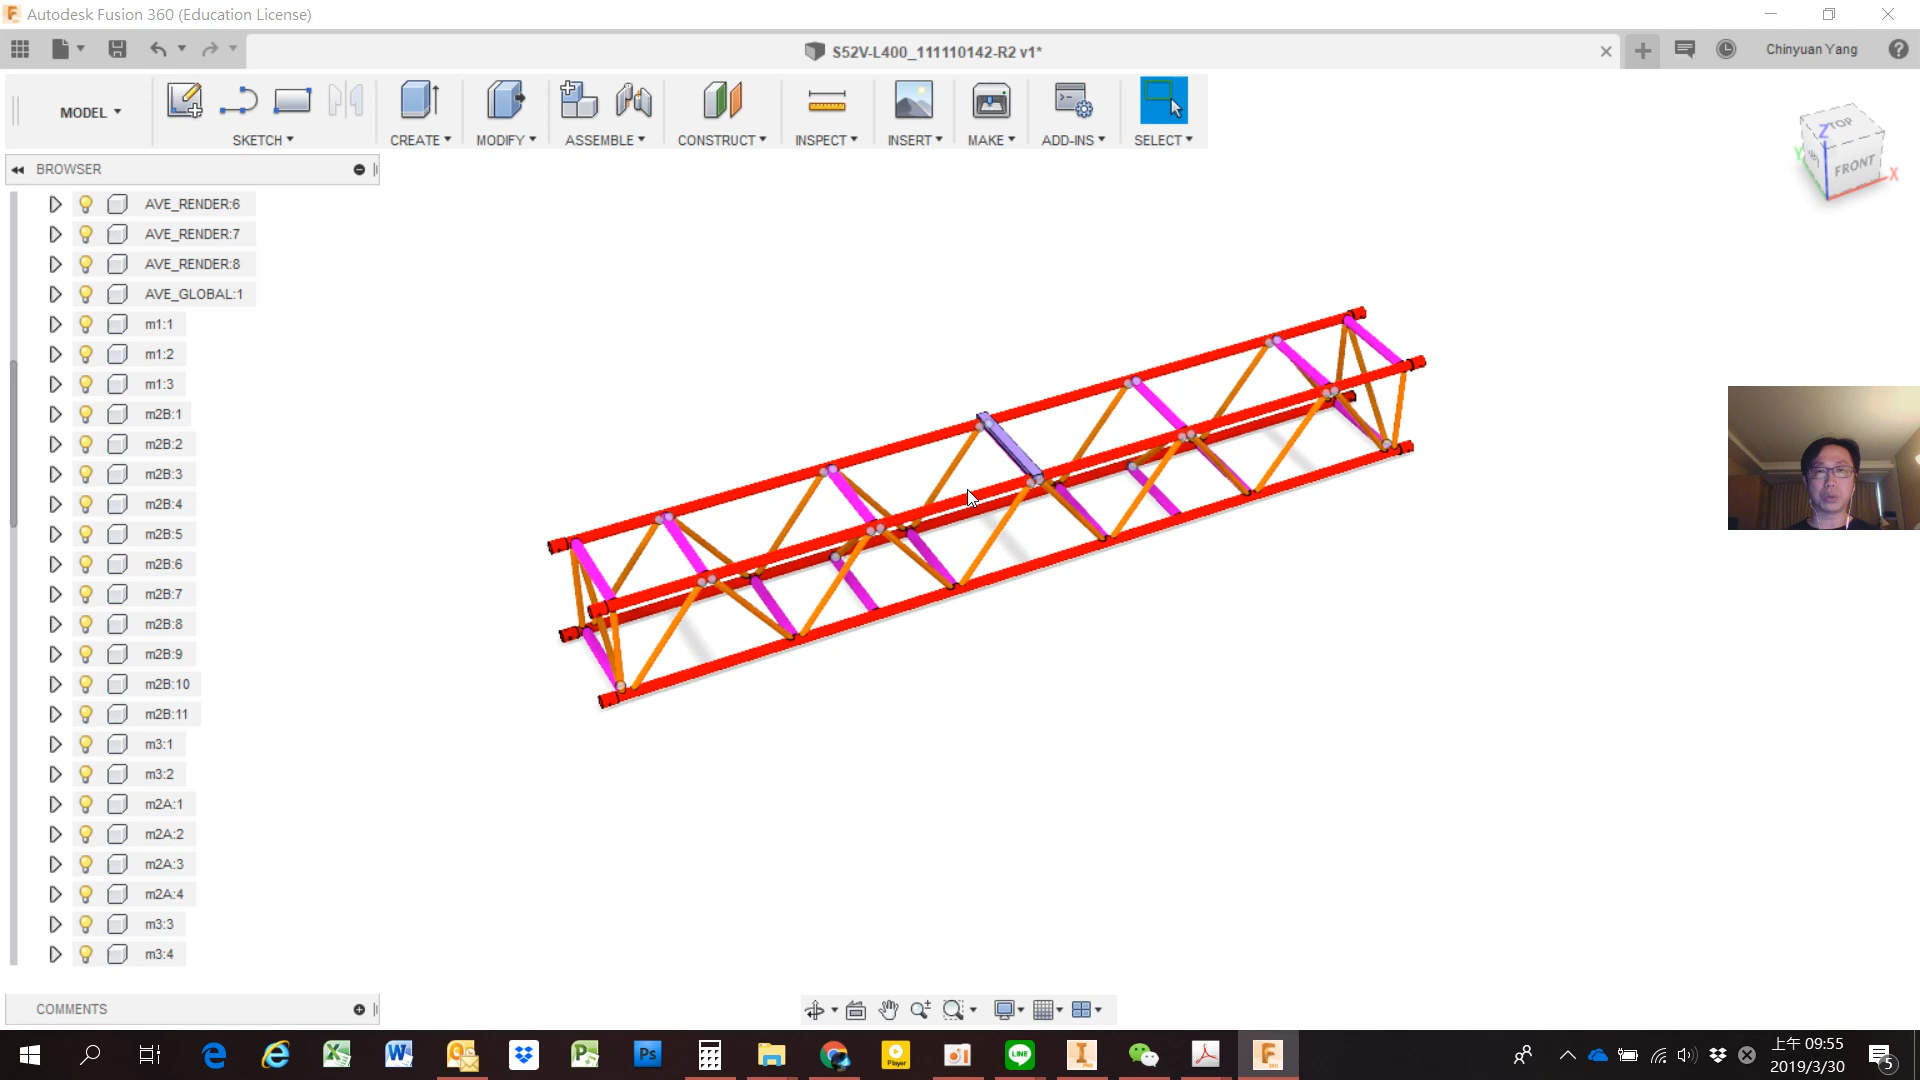 Autodesk Fusion 360 (Education License)
S52V-L400_111110142-R2 v1*
Chinyuan Yang
MODEL
SKETCH
CREATE
MODIFY
ASSEMBLE
CONSTRUCT
INSPECT
INSERT
MAKE
ADD-INS
SELECT
TOP
FRONT
Z
Y
X
BROWSER
AVE_RENDER:6
AVE_RENDER:7
AVE_RENDER:8
AVE_GLOBAL:1
m1:1
m1:2
m1:3
m2B:1
m2B:2
m2B:3
m2B:4
m2B:5
m2B:6
m2B:7
m2B:8
m2B:9
m2B:10
m2B:11
m3:1
m3:2
m2A:1
m2A:2
m2A:3
m2A:4
m3:3
m3:4
COMMENTS
Ps
Player
LINE
上午 09:55
2019/3/30
5